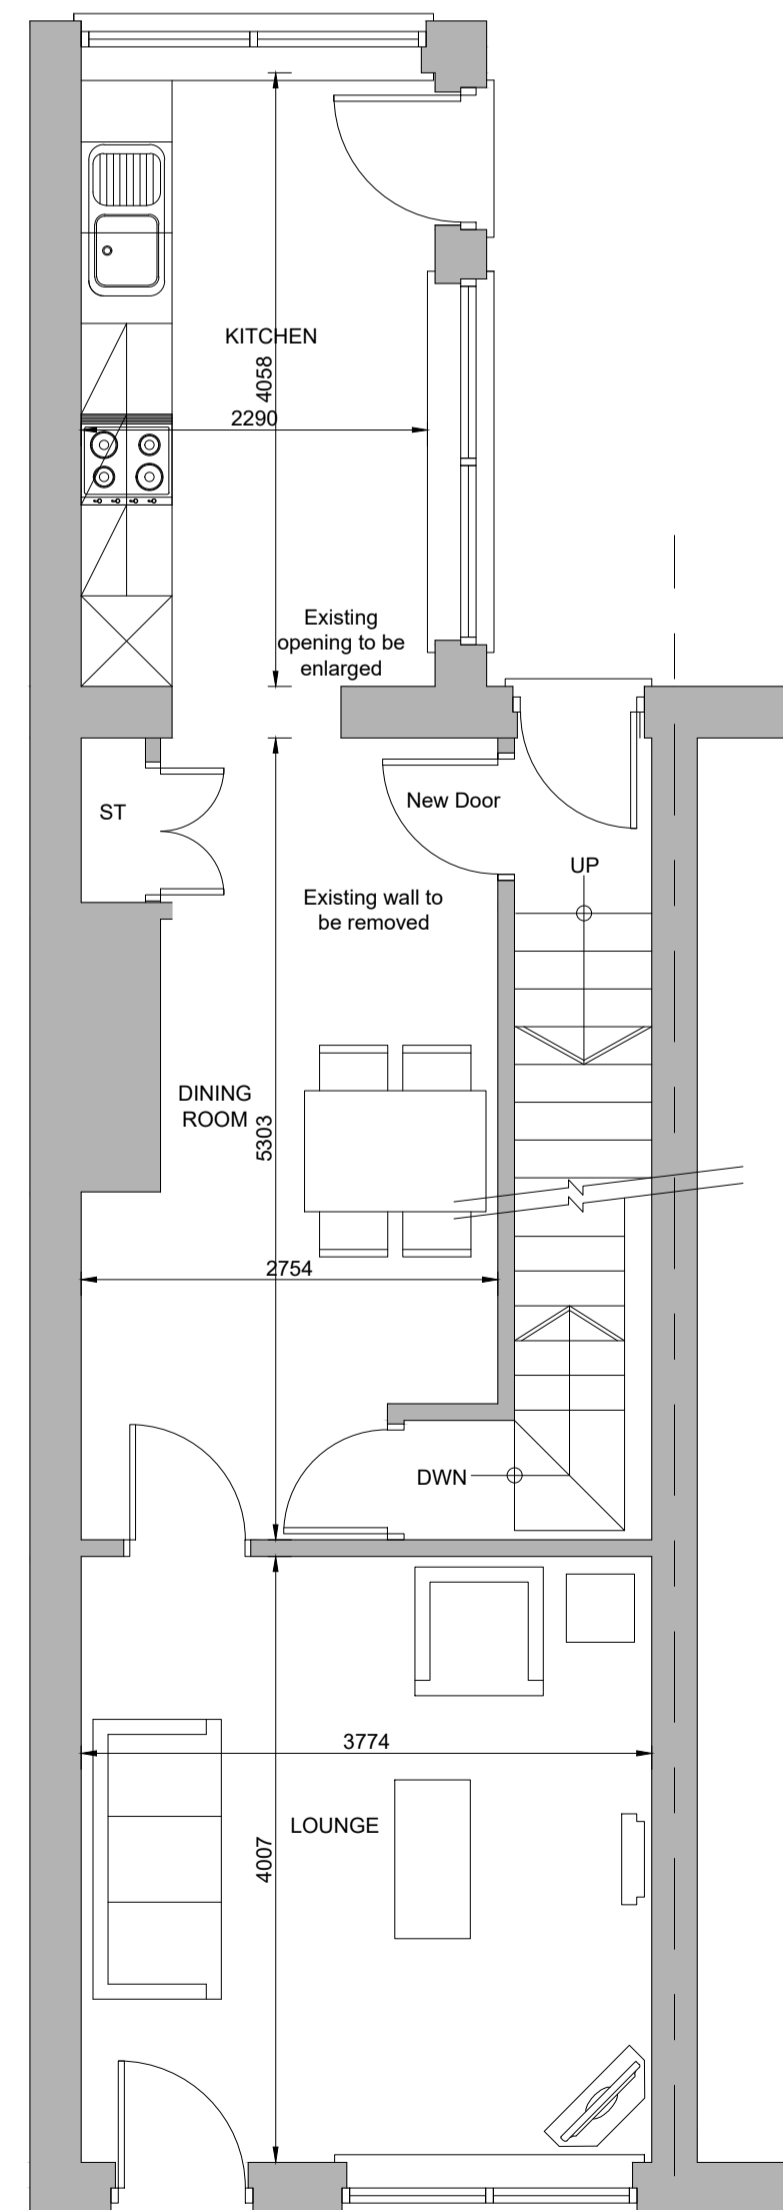 KITCHEN
4058
2290
Existing
opening to be
enlarged
ST
New Door
UP
Existing wall to
be removed
DINING
ROOM
5303
2754
DWN
3774
LOUNGE
4007